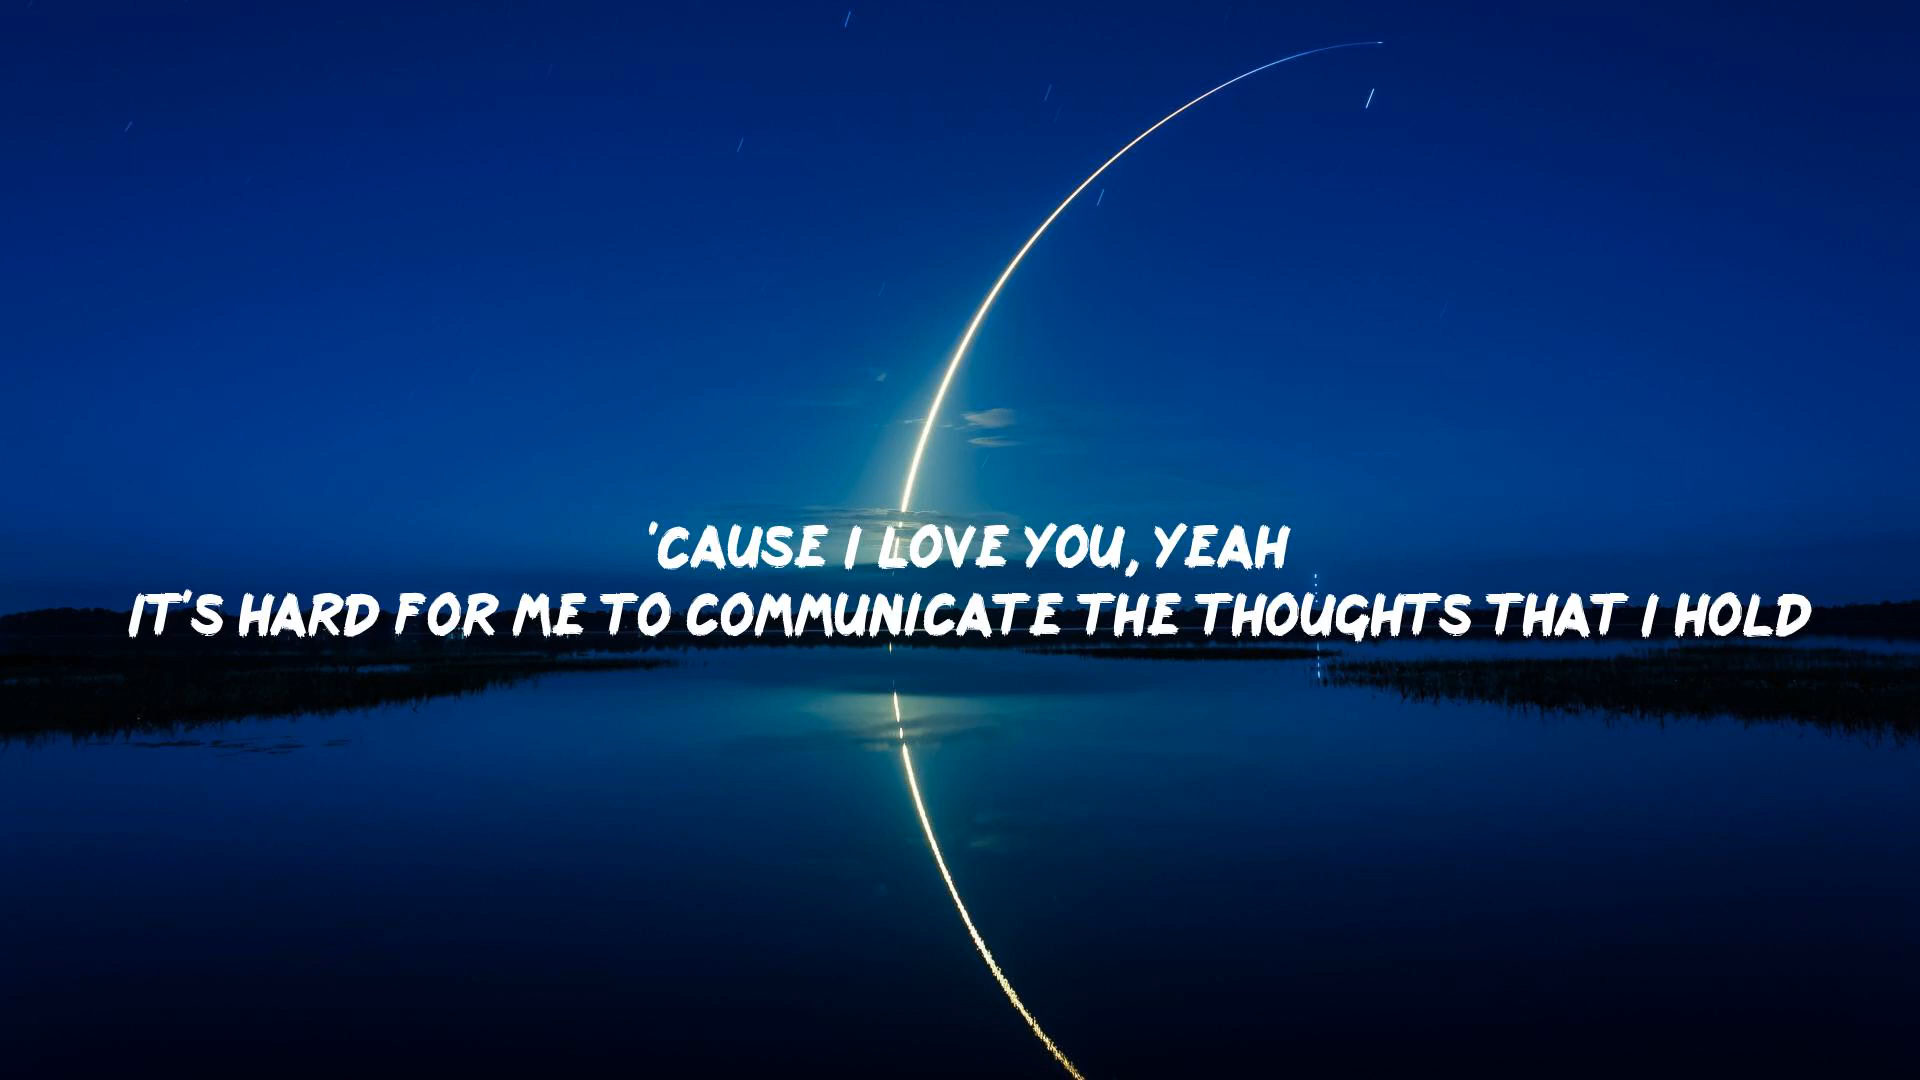 'CAUSE I LOVE YOU, YEAH
IT'S HARD FOR ME TO COMMUNICATE THE THOUGHTS THAT I HOLD